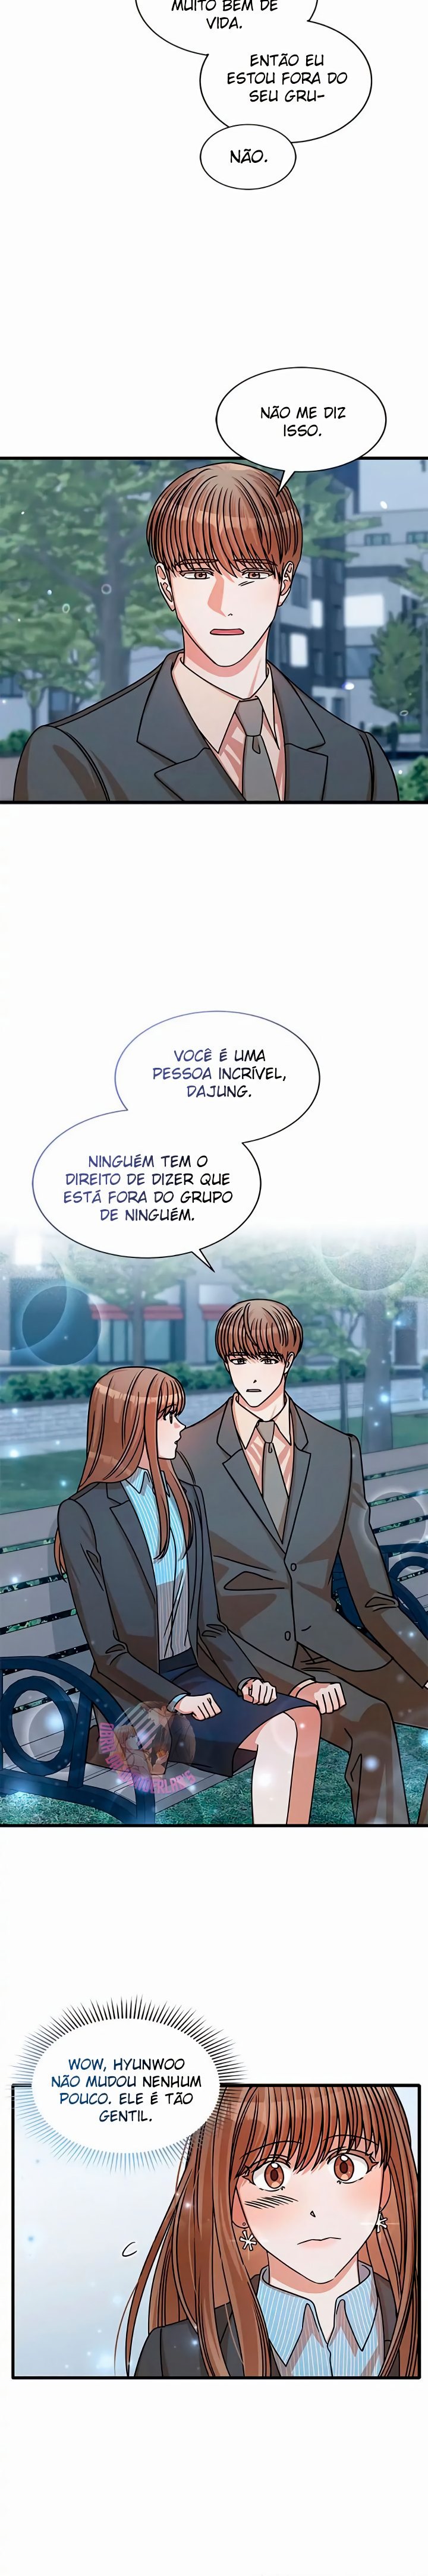 MUITO BEM DE
VIDA.
ENTÃO EU
ESTOU FORA DO
SEU GRU-
NÃO.
NÃO ME DIZ
ISSO.
VOCÊ É UMA
PESSOA INCRÍVEL,
DAJUNG.
NINGUÉM TEM O
DIREITO DE DIZER QUE
ESTÁ FORA DO GRUPO
DE NINGUÉM.
WOW, HYUNWOO
NÃO MUDOU NENHUM
POUCO. ELE É TÃO
GENTIL.